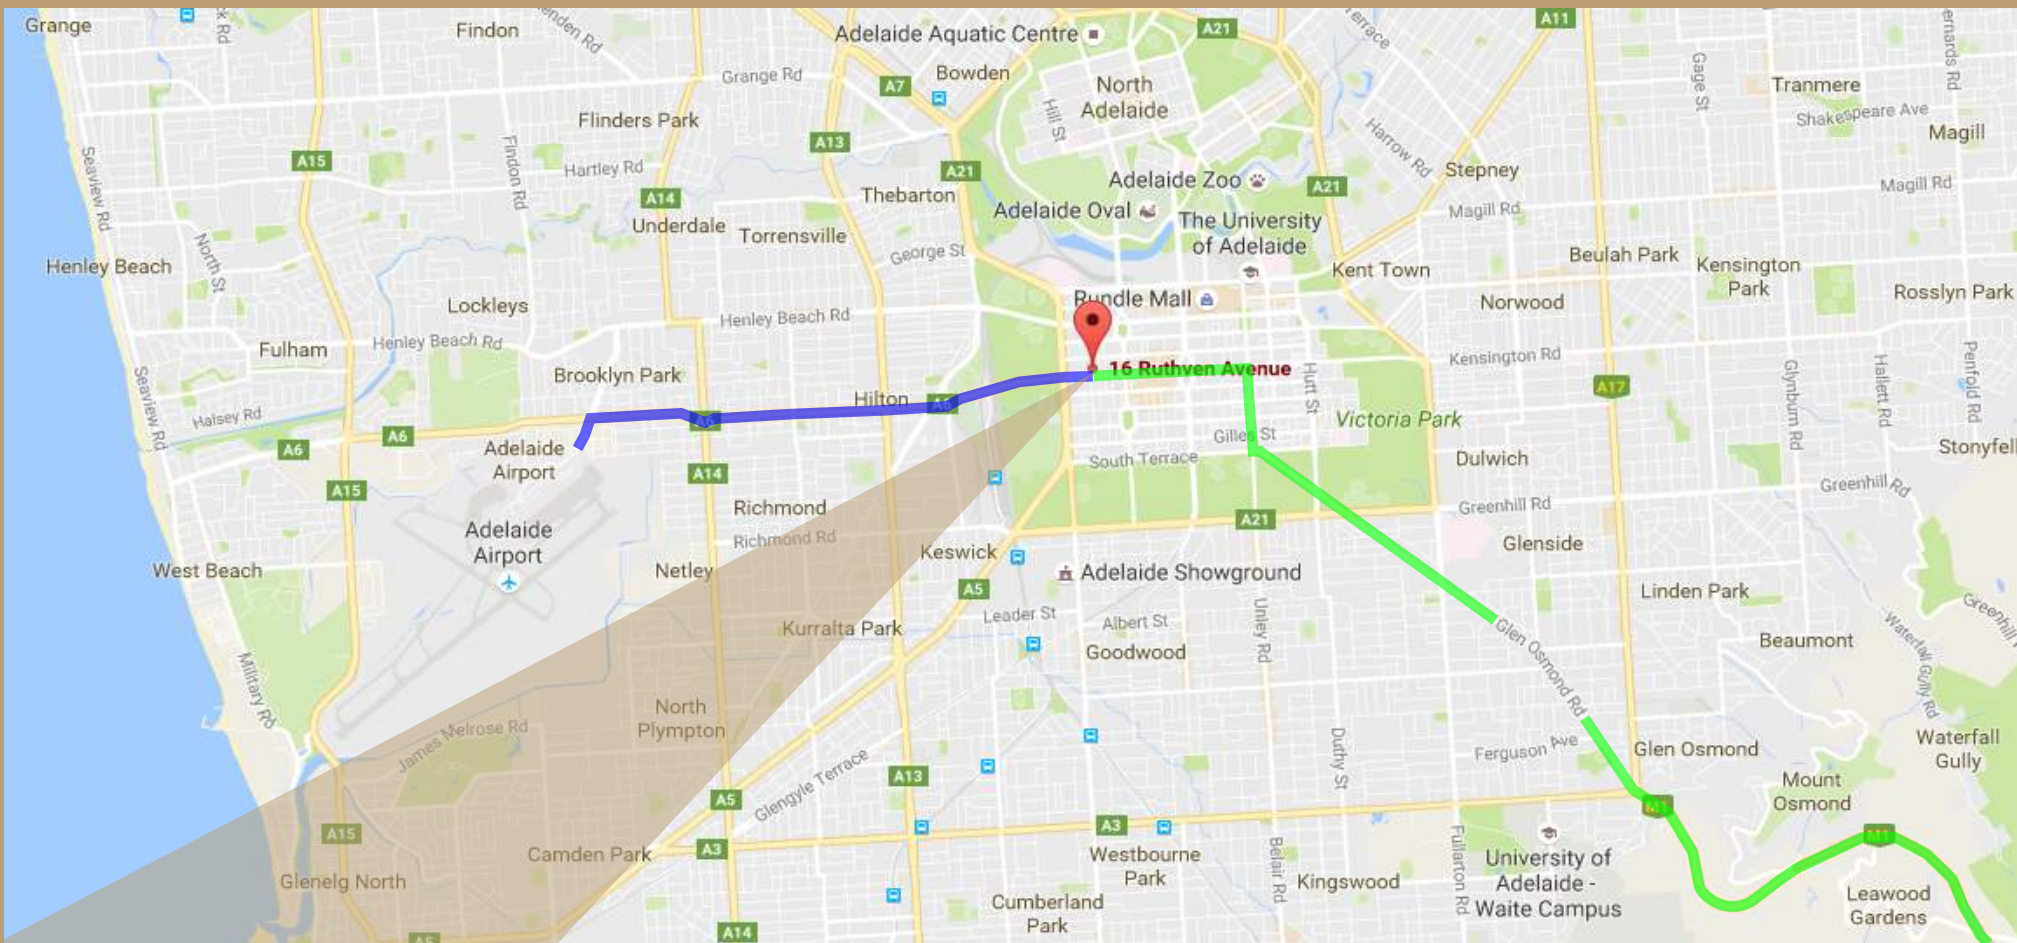 Grange
Findon
Adelaide Aquatic Centre
A21
A11
Grange Rd
A7
Bowden
North
Adelaide
Hill St
Gage St
Tranmere
Shakespeare Ave
Magill
Flinders Park
A13
Harrow Rd
A15
Seaview Rd
Findon Rd
Hartley Rd
A14
Underdale
Thebarton
A21
Adelaide Zoo
A21
Stepney
Magill Rd
Magill Rd
Adelaide Oval
The University
of Adelaide
Torrensville
George St
Henley Beach
North St
Lockleys
Kent Town
Beulah Park
Kensington
Park
Rosslyn Park
Norwood
Rundle Mall
Henley Beach Rd
Henley Beach Rd
Fulham
Brooklyn Park
16 Ruthven Avenue
Hutt St
Kensington Rd
A17
Glynburn Rd
Hallett Rd
Penfold Rd
Seaview Rd
Halsey Rd
Hilton
A6
A6
A6
A6
Adelaide
Airport
Victoria Park
Gilles St
South Terrace
Dulwich
Stonyfell
A14
A15
Richmond
Richmond Rd
Greenhill Rd
Greenhill Rd
A21
Adelaide
Airport
Glenside
West Beach
Netley
Keswick
A5
Adelaide Showground
Linden Park
Leader St
Albert St
Unley Rd
Goodwood
Kurralta Park
Glen Osmond Rd
Beaumont
Waterfall Gully Rd
Greenhill
Military Rd
North
Plympton
James Melrose Rd
Glengyle Terrace
A13
Duthy St
Ferguson Ave
Glen Osmond
Waterfall
Gully
Mount
Osmond
A5
M1
A15
Camden Park
A3
A3
Westbourne
Park
Belair Rd
Kingswood
Fullarton Rd
University of
Adelaide -
Waite Campus
M1
Leawood
Gardens
Glenelg North
Cumberland
Park
A14
A5